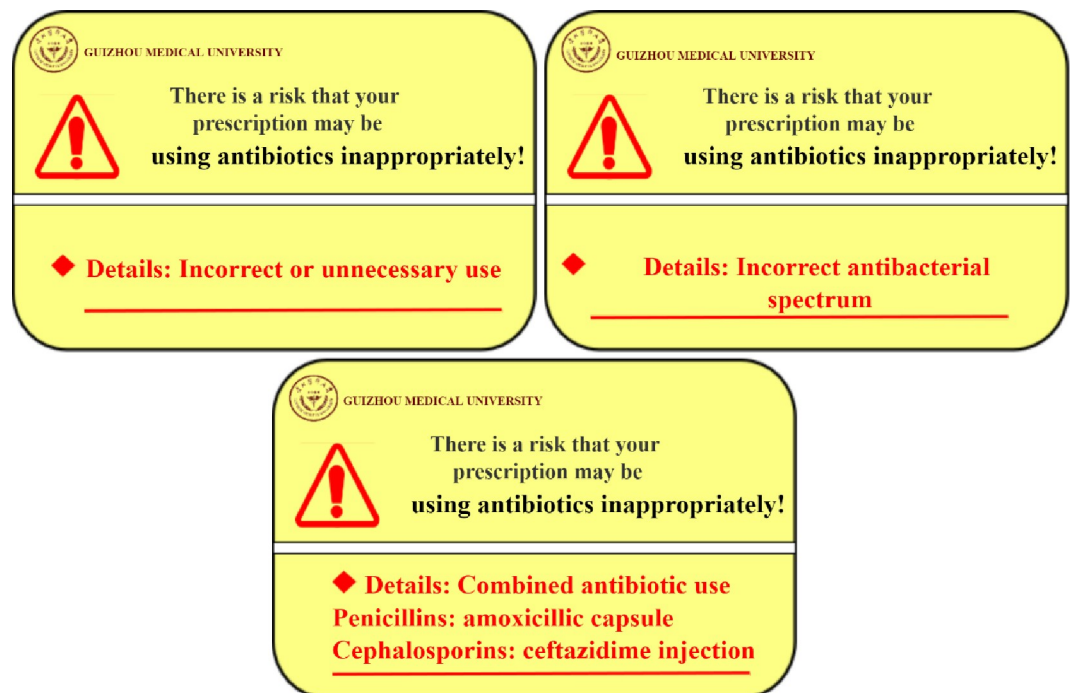 GUIZHOU MEDICAL UNIVERSITY
There is a risk that your
prescription may be
using antibiotics inappropriately!
◆ Details: Incorrect or unnecessary use
GUIZHOU MEDICAL UNIVERSITY
There is a risk that your
prescription may be
using antibiotics inappropriately!
◆ Details: Incorrect antibacterial
spectrum
GUIZHOU MEDICAL UNIVERSITY
There is a risk that your
prescription may be
using antibiotics inappropriately!
◆ Details: Combined antibiotic use
Penicillins: amoxicillic capsule
Cephalosporins: ceftazidime injection